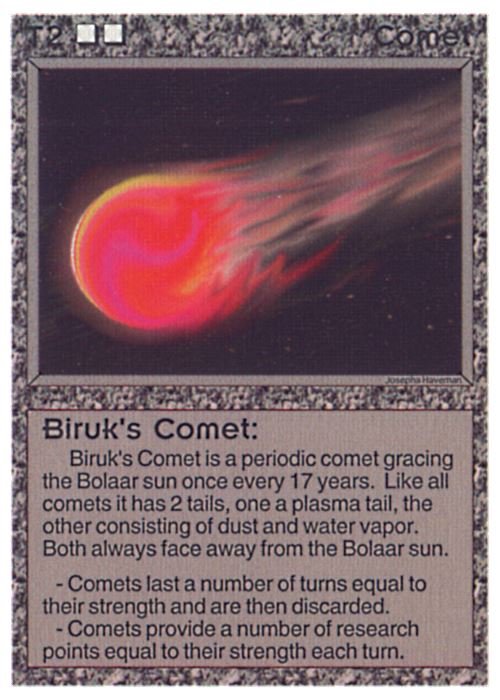 T2 Comet
Josepha Haveman
Biruk's Comet:
Biruk's Comet is a periodic comet gracing
the Bolaar sun once every 17 years. Like all
comets it has 2 tails, one a plasma tail, the
other consisting of dust and water vapor.
Both always face away from the Bolaar sun.
- Comets last a number of turns equal to
their strength and are then discarded.
- Comets provide a number of research
points equal to their strength each turn.